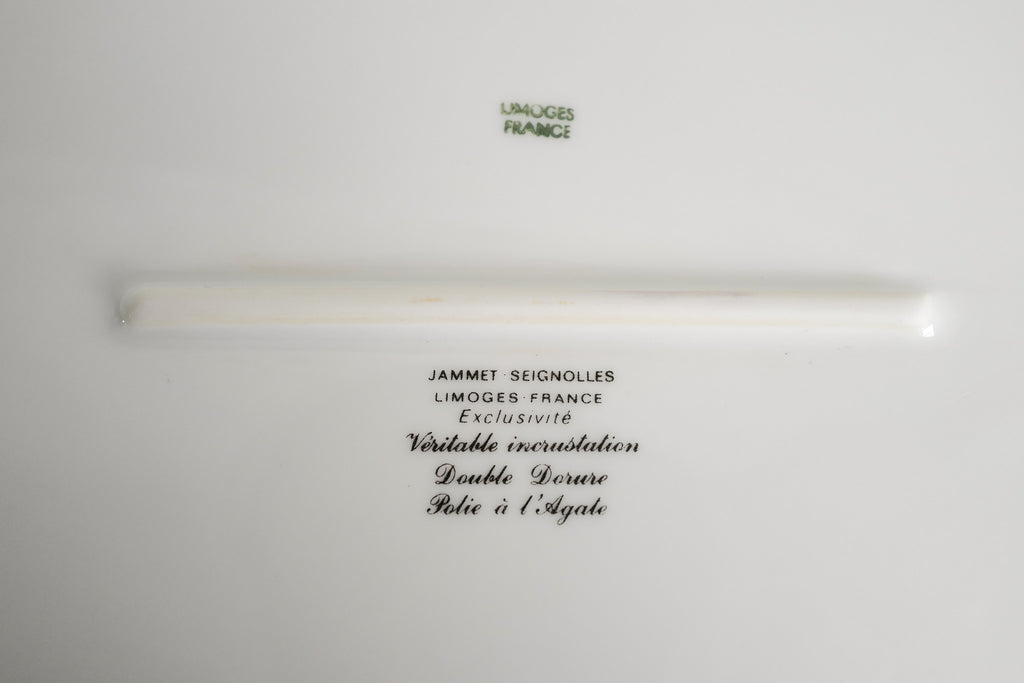 LIMOGES
FRANCE
JAMMET · SEIGNOLLES
LIMOGES · FRANCE
Exclusivité
Véritable incrustation
Double Dorure
Polie à l'Agate